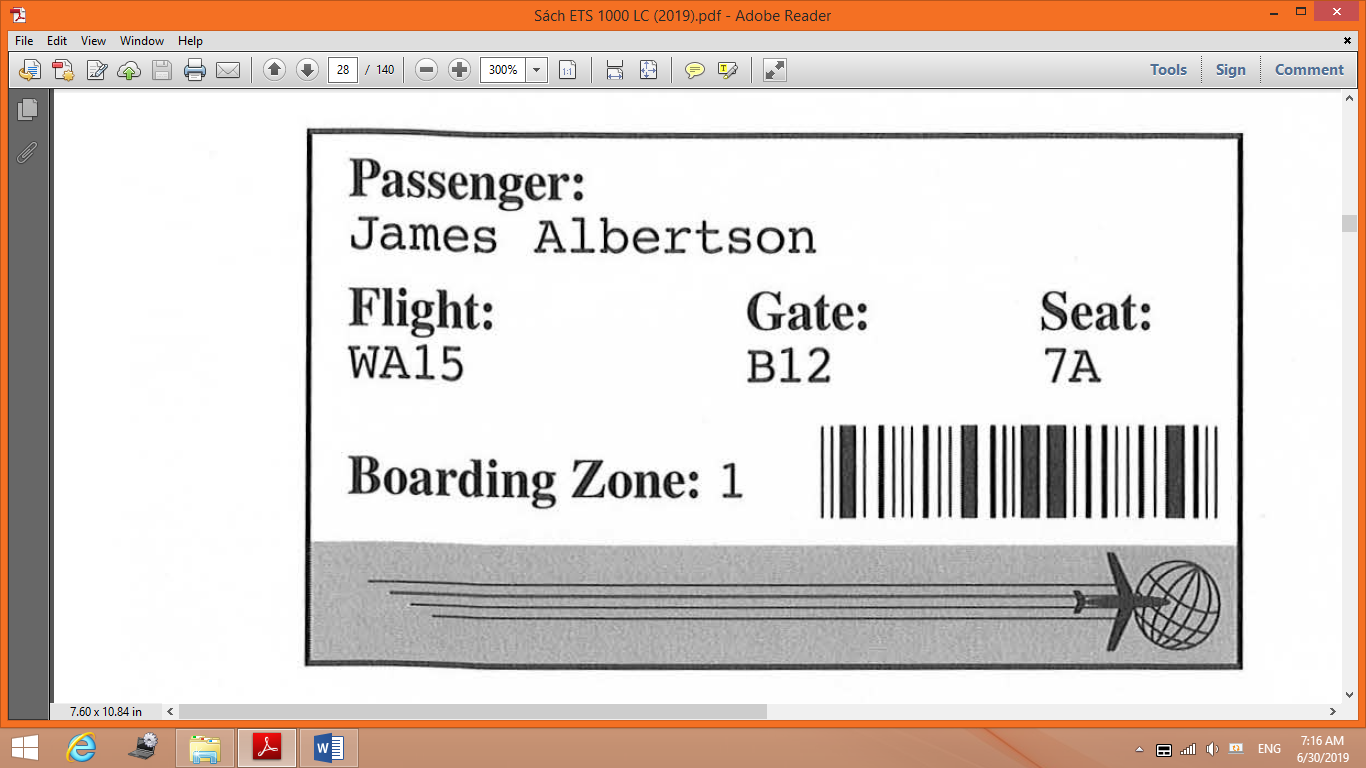 Sách ETS 1000 LC (2019).pdf - Adobe Reader
File Edit View Window Help
28 / 140 300% Tools Sign Comment
Passenger:
James Albertson
Flight: Gate: Seat:
WA15 B12 7A
Boarding Zone: 1
7.60 x 10.84 in
ENG 7:16 AM
6/30/2019